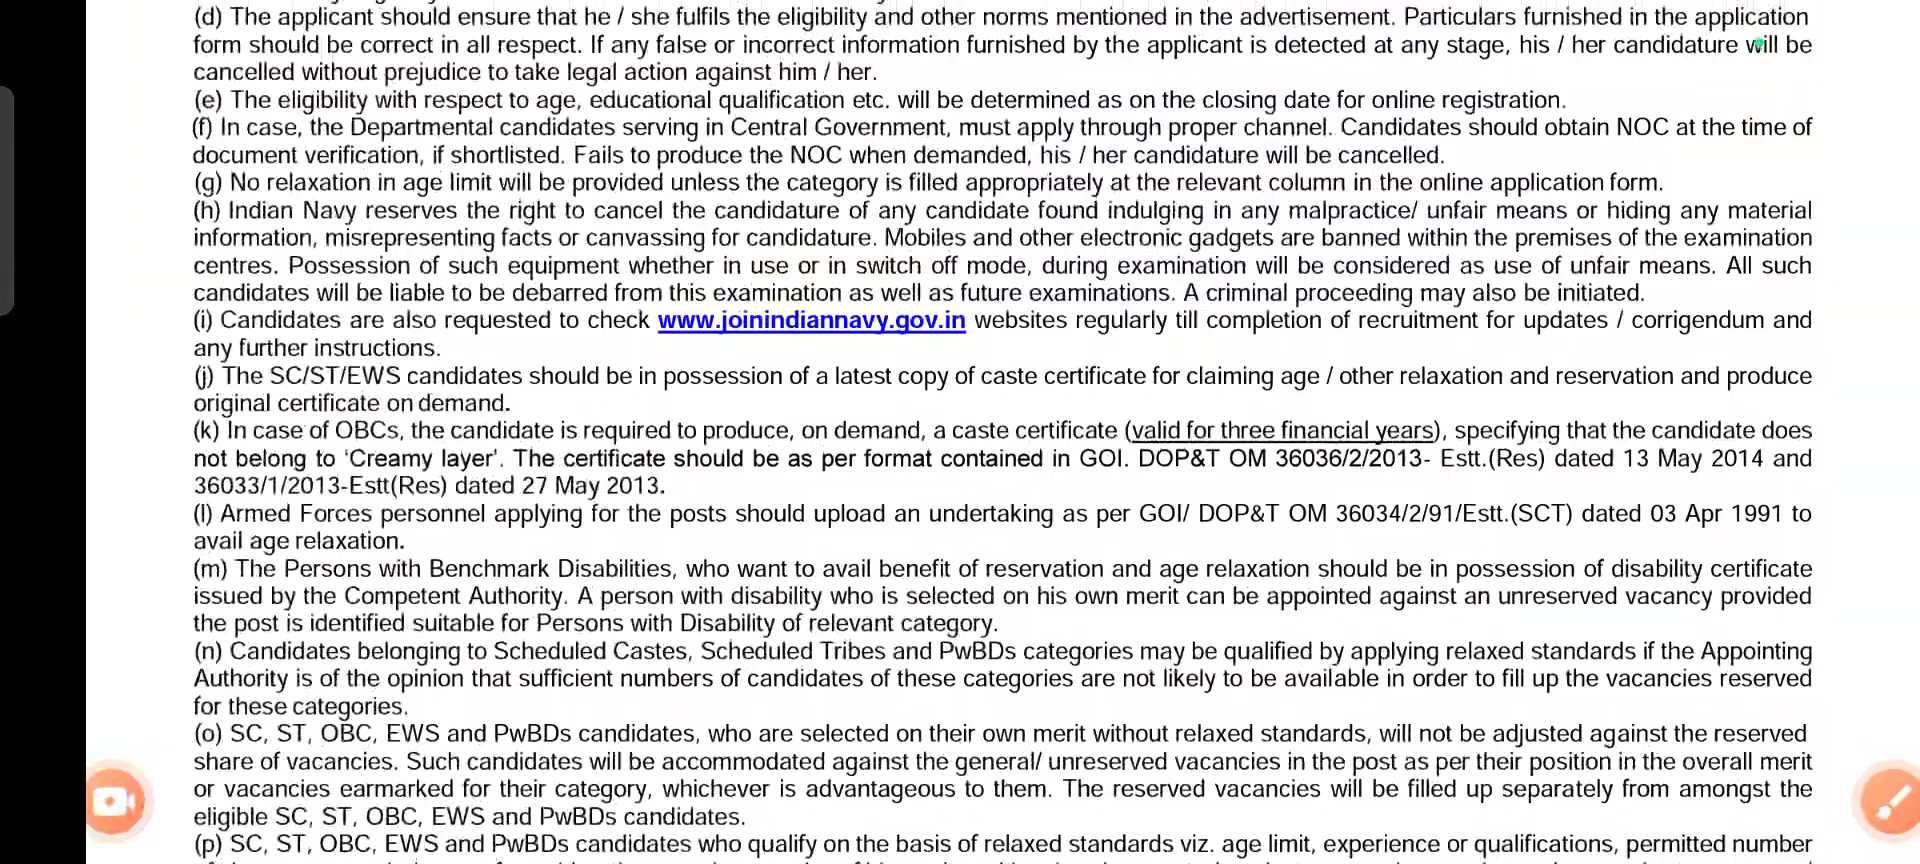 (d) The applicant should ensure that he / she fulfils the eligibility and other norms mentioned in the advertisement. Particulars furnished in the application
form should be correct in all respect. If any false or incorrect information furnished by the applicant is detected at any stage, his / her candidature will be
cancelled without prejudice to take legal action against him / her.
(e) The eligibility with respect to age, educational qualification etc. will be determined as on the closing date for online registration.
(f) In case, the Departmental candidates serving in Central Government, must apply through proper channel. Candidates should obtain NOC at the time of
document verification, if shortlisted. Fails to produce the NOC when demanded, his / her candidature will be cancelled.
(g) No relaxation in age limit will be provided unless the category is filled appropriately at the relevant column in the online application form.
(h) Indian Navy reserves the right to cancel the candidature of any candidate found indulging in any malpractice/ unfair means or hiding any material
information, misrepresenting facts or canvassing for candidature. Mobiles and other electronic gadgets are banned within the premises of the examination
centres. Possession of such equipment whether in use or in switch off mode, during examination will be considered as use of unfair means. All such
candidates will be liable to be debarred from this examination as well as future examinations. A criminal proceeding may also be initiated.
(i) Candidates are also requested to check www.joinindiannavy.gov.in websites regularly till completion of recruitment for updates / corrigendum and
any further instructions.
(j) The SC/ST/EWS candidates should be in possession of a latest copy of caste certificate for claiming age / other relaxation and reservation and produce
original certificate on demand.
(k) In case of OBCs, the candidate is required to produce, on demand, a caste certificate (valid for three financial years), specifying that the candidate does
not belong to 'Creamy layer'. The certificate should be as per format contained in GOI. DOP&T OM 36036/2/2013- Estt.(Res) dated 13 May 2014 and
36033/1/2013-Estt(Res) dated 27 May 2013.
(l) Armed Forces personnel applying for the posts should upload an undertaking as per GOI/ DOP&T OM 36034/2/91/Estt.(SCT) dated 03 Apr 1991 to
avail age relaxation.
(m) The Persons with Benchmark Disabilities, who want to avail benefit of reservation and age relaxation should be in possession of disability certificate
issued by the Competent Authority. A person with disability who is selected on his own merit can be appointed against an unreserved vacancy provided
the post is identified suitable for Persons with Disability of relevant category.
(n) Candidates belonging to Scheduled Castes, Scheduled Tribes and PwBDs categories may be qualified by applying relaxed standards if the Appointing
Authority is of the opinion that sufficient numbers of candidates of these categories are not likely to be available in order to fill up the vacancies reserved
for these categories.
(o) SC, ST, OBC, EWS and PwBDs candidates, who are selected on their own merit without relaxed standards, will not be adjusted against the reserved
share of vacancies. Such candidates will be accommodated against the general/ unreserved vacancies in the post as per their position in the overall merit
or vacancies earmarked for their category, whichever is advantageous to them. The reserved vacancies will be filled up separately from amongst the
eligible SC, ST, OBC, EWS and PwBDs candidates.
(p) SC, ST, OBC, EWS and PwBDs candidates who qualify on the basis of relaxed standards viz. age limit, experience or qualifications, permitted number